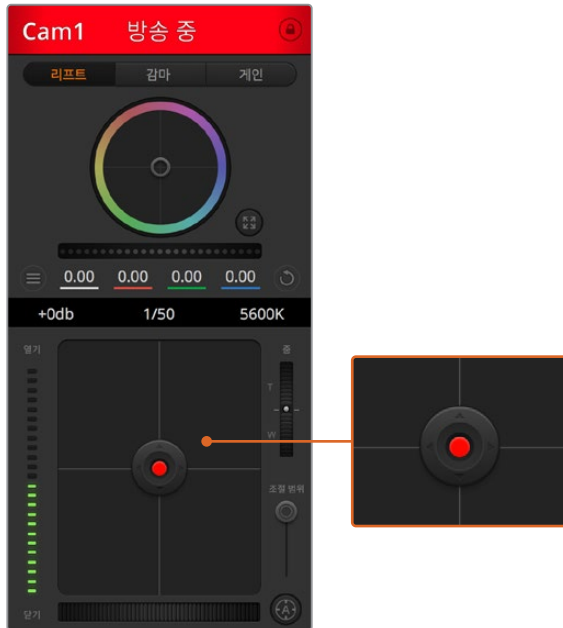 Cam1 방송 중
리프트 감마 게인
0.00 0.00 0.00 0.00
+0db 1/50 5600K
열기 줌
T
W
조절 범위
닫기 A